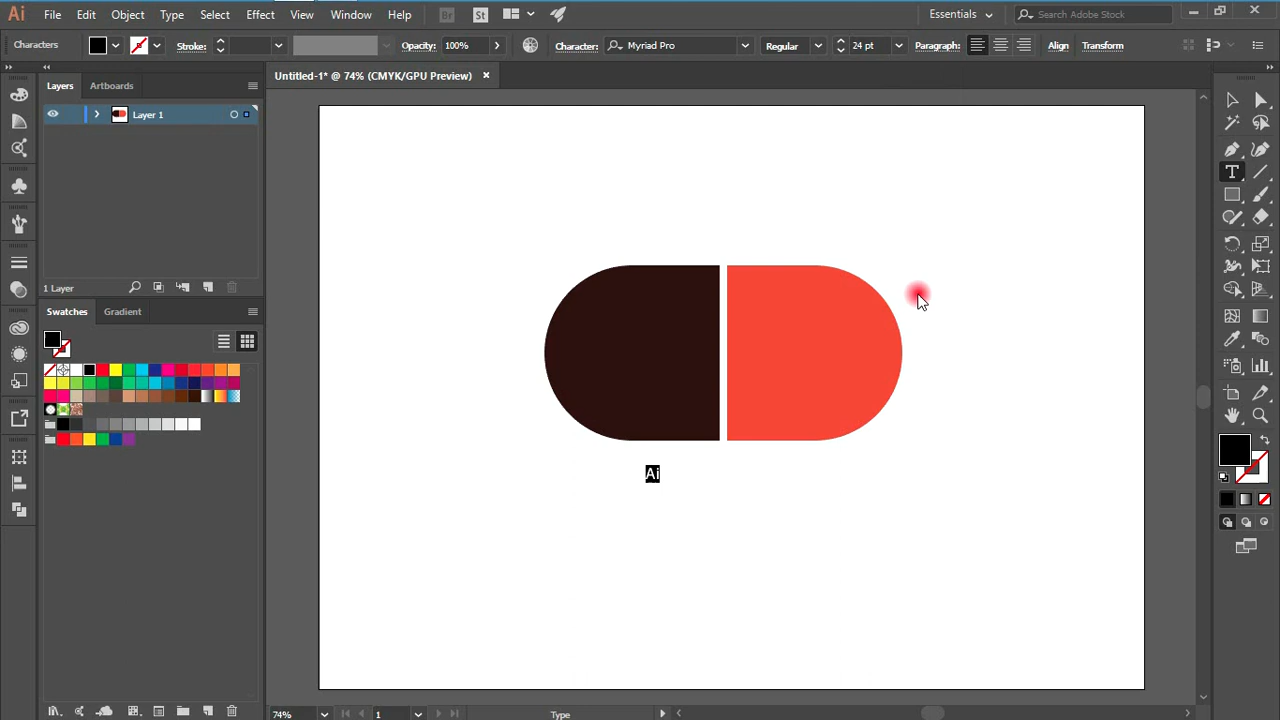 Ai File Edit Object Type Select Effect View Window Help Br St Essentials Search Adobe Stock
Characters Stroke: Opacity: 100% Character: Myriad Pro Regular 24 pt Paragraph: Align Transform
Layers Artboards
Untitled-1* @ 74% (CMYK/GPU Preview)
Layer 1
1 Layer
Swatches Gradient
Ai
74% 1 Type